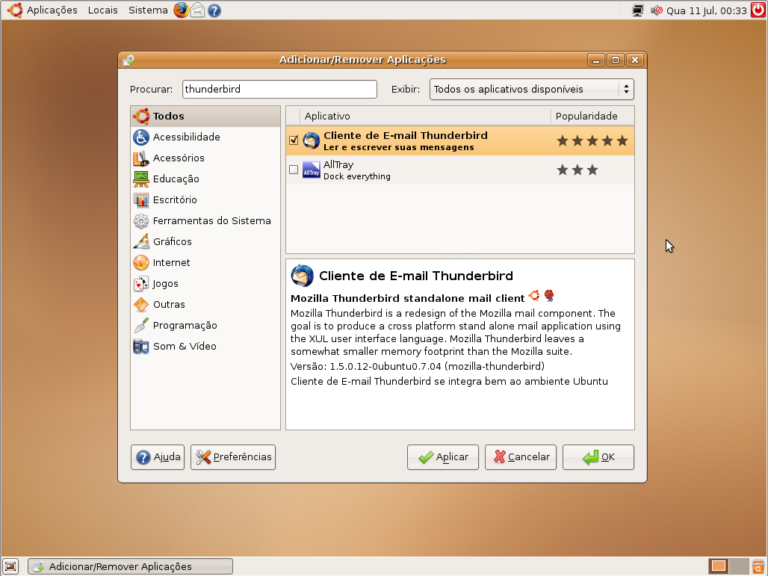 Aplicações Locais Sistema Qua 11 Jul, 00:33
Adicionar/Remover Aplicações
Procurar: thunderbird Exibir: Todos os aplicativos disponíveis
Todos
Acessibilidade
Acessórios
Educação
Escritório
Ferramentas do Sistema
Gráficos
Internet
Jogos
Outras
Programação
Som & Vídeo
Aplicativo Popularidade
Cliente de E-mail Thunderbird
Ler e escrever suas mensagens
AllTray
AllTray
Dock everything
Cliente de E-mail Thunderbird
Mozilla Thunderbird standalone mail client
Mozilla Thunderbird is a redesign of the Mozilla mail component. The
goal is to produce a cross platform stand alone mail application using
the XUL user interface language. Mozilla Thunderbird leaves a
somewhat smaller memory footprint than the Mozilla suite.
Versão: 1.5.0.12-0ubuntu0.7.04 (mozilla-thunderbird)
Cliente de E-mail Thunderbird se integra bem ao ambiente Ubuntu
Ajuda Preferências Aplicar Cancelar OK
Adicionar/Remover Aplicações